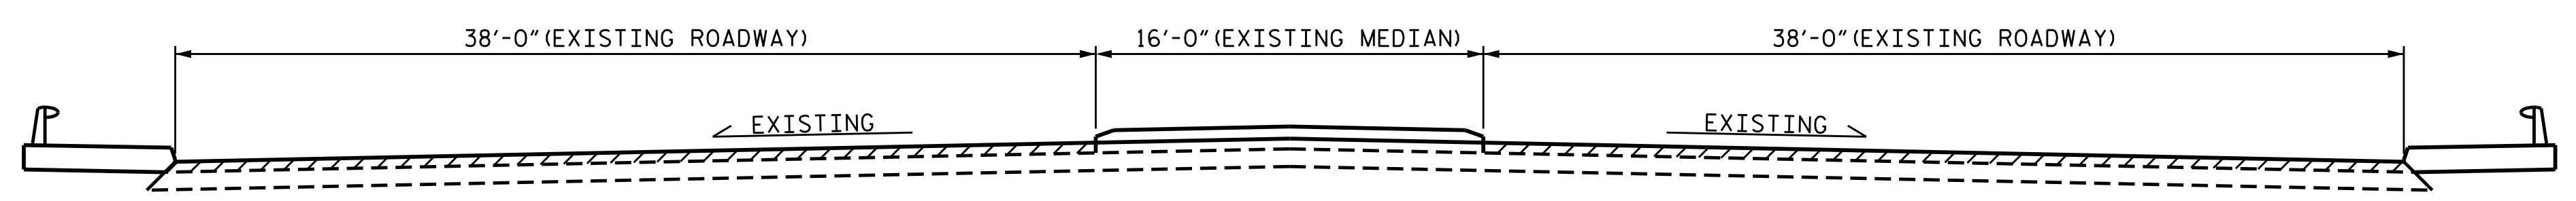 38'-0"(EXISTING ROADWAY)
16'-0"(EXISTING MEDIAN)
38'-0"(EXISTING ROADWAY)
EXISTING
EXISTING